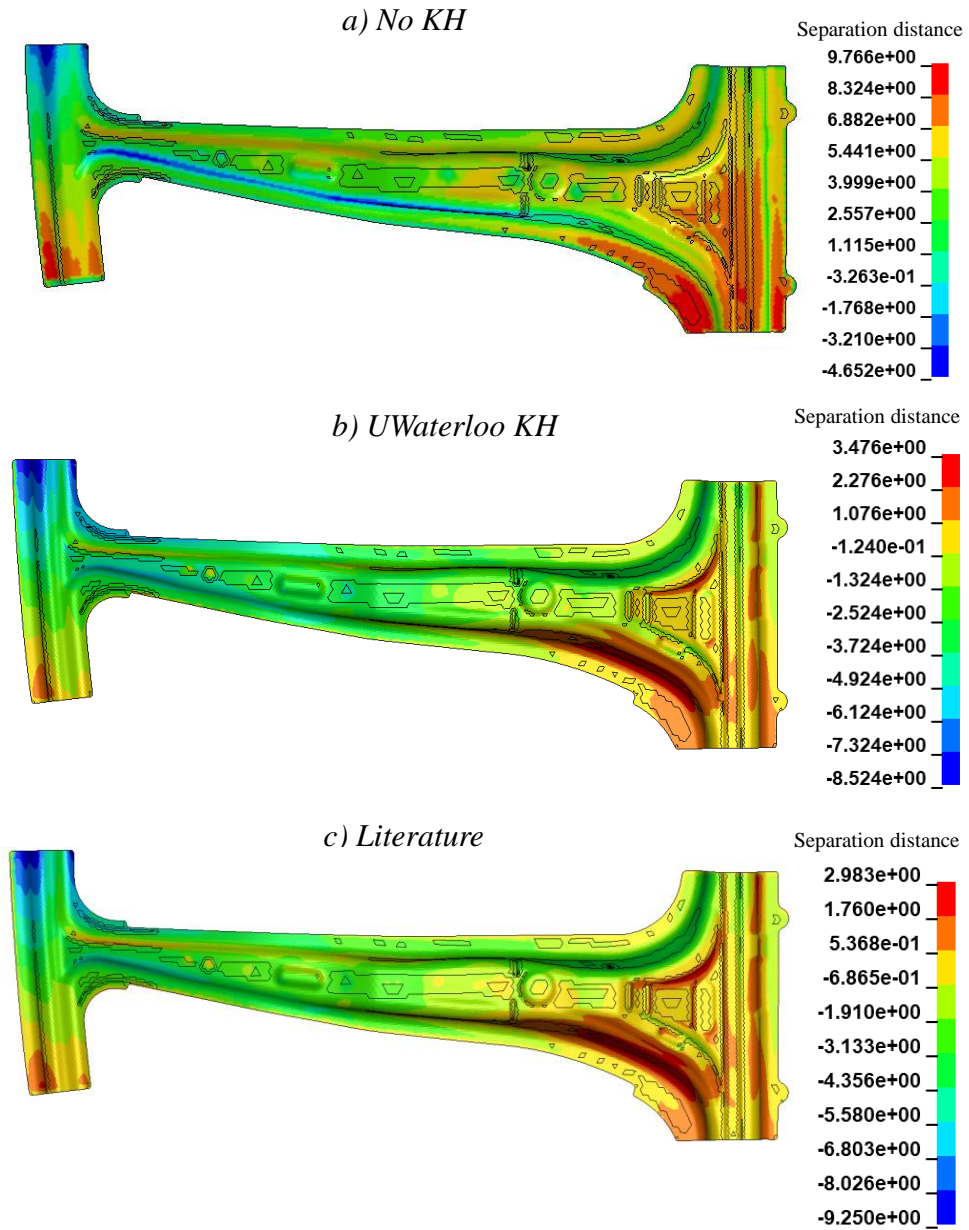 a) No KH
Separation distance
9.766e+00
8.324e+00
6.882e+00
5.441e+00
3.999e+00
2.557e+00
1.115e+00
-3.263e-01
-1.768e+00
-3.210e+00
-4.652e+00
b) UWaterloo KH
Separation distance
3.476e+00
2.276e+00
1.076e+00
-1.240e-01
-1.324e+00
-2.524e+00
-3.724e+00
-4.924e+00
-6.124e+00
-7.324e+00
-8.524e+00
c) Literature
Separation distance
2.983e+00
1.760e+00
5.368e-01
-6.865e-01
-1.910e+00
-3.133e+00
-4.356e+00
-5.580e+00
-6.803e+00
-8.026e+00
-9.250e+00